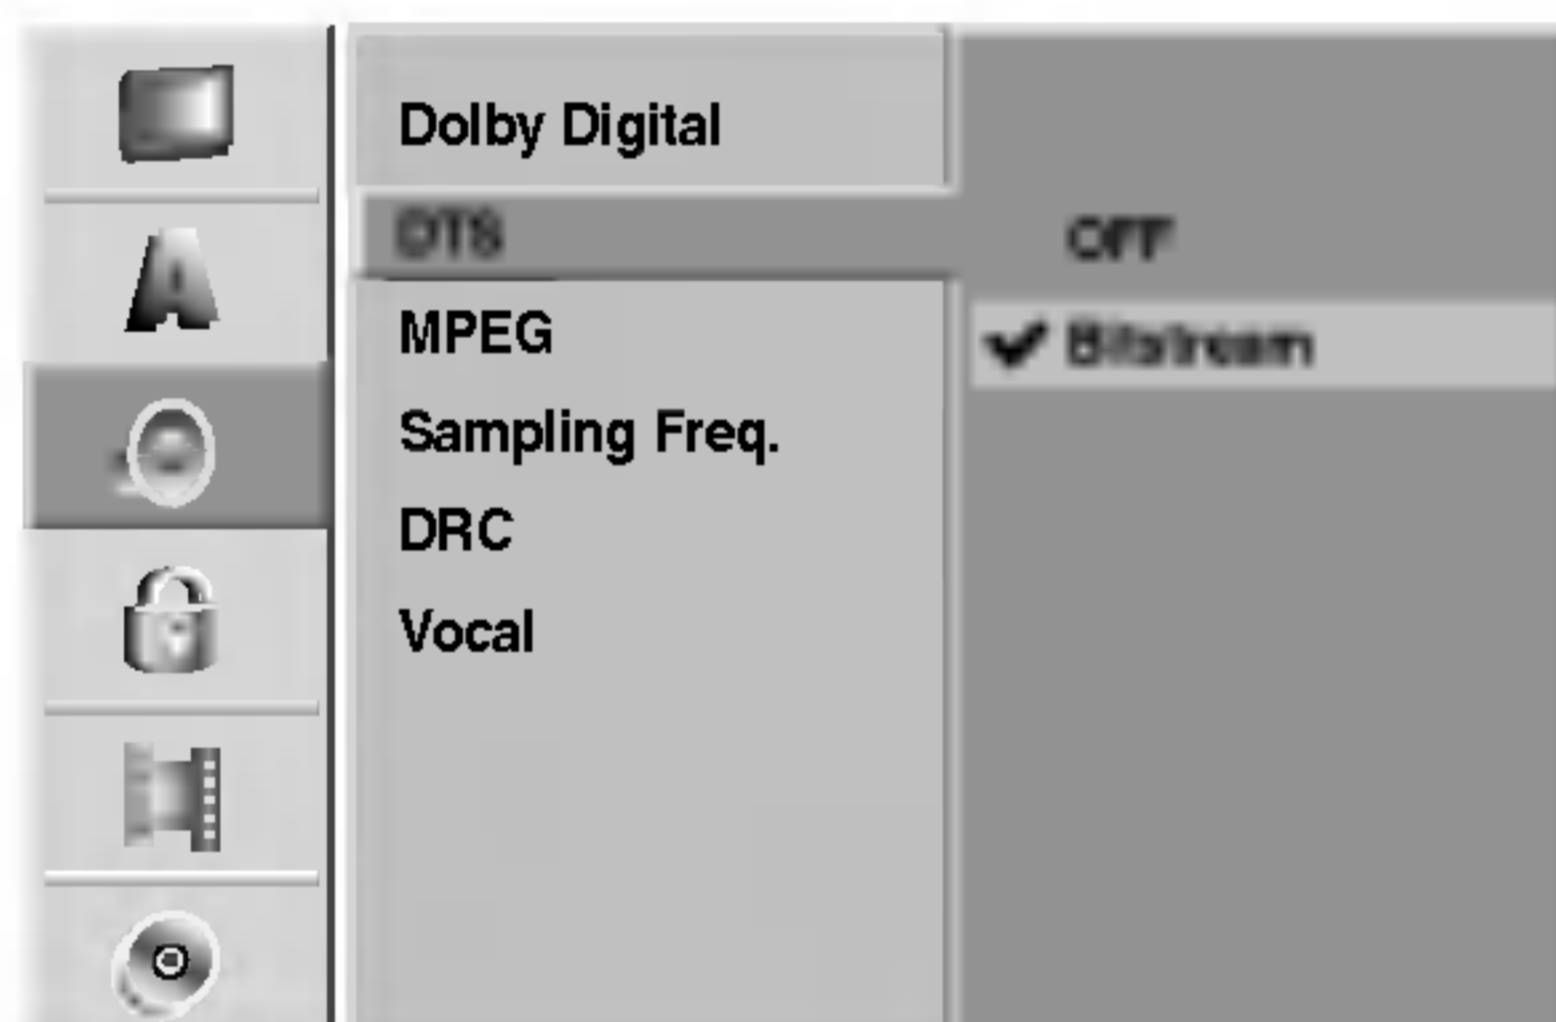 Dolby Digital
DTS
OFF
MPEG
Bitstream
Sampling Freq.
DRC
Vocal